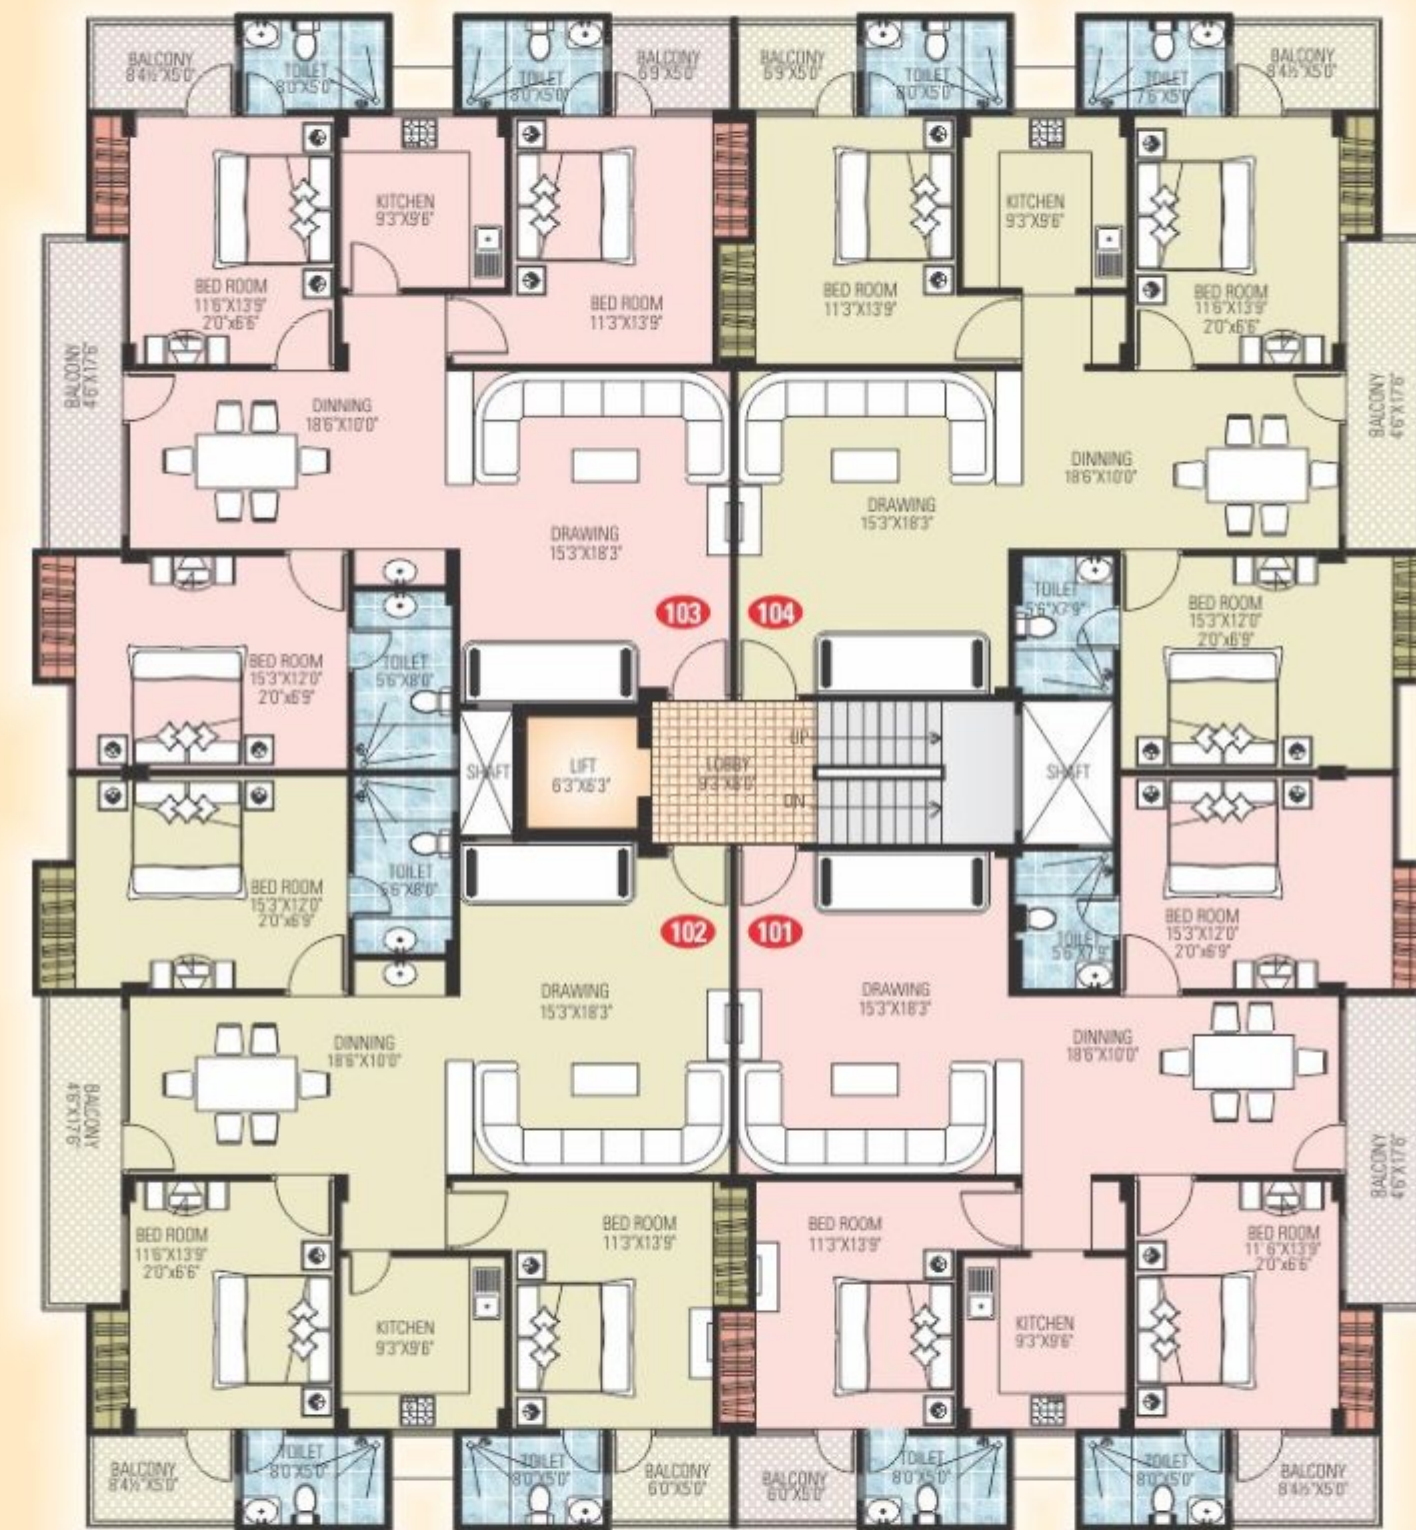 BALCONY
8'4½"X5'0"
TOILET
8'0"X5'0"
TOILET
8'0"X5'0"
BALCONY
6'9"X5'0"
BALCONY
6'9"X5'0"
TOILET
8'0"X5'0"
TOILET
7'6"X5'0"
BALCONY
8'4½"X5'0"
BED ROOM
11'6"X13'9"
2'0"x6'6"
KITCHEN
9'3"X9'6"
BED ROOM
11'3"X13'9"
BED ROOM
11'3"X13'9"
KITCHEN
9'3"X9'6"
BED ROOM
11'6"X13'9"
2'0"x6'6"
BALCONY
4'6"X17'6"
DINNING
18'6"X10'0"
DRAWING
15'3"X18'3"
DRAWING
15'3"X18'3"
DINNING
18'6"X10'0"
BALCONY
4'6"X17'6"
103
104
BED ROOM
15'3"X12'0"
2'0"x6'9"
TOILET
5'6"X8'0"
TOILET
5'6"X7'9"
BED ROOM
15'3"X12'0"
2'0"x6'9"
SHAFT
LIFT
6'3"X6'3"
LOBBY
9'3"X8'0"
UP
DN
SHAFT
BED ROOM
15'3"X12'0"
2'0"x6'9"
TOILET
5'6"X8'0"
102
101
TOILET
5'6"X7'9"
BED ROOM
15'3"X12'0"
2'0"x6'9"
DRAWING
15'3"X18'3"
DRAWING
15'3"X18'3"
BALCONY
4'6"X17'6"
DINNING
18'6"X10'0"
DINNING
18'6"X10'0"
BALCONY
4'6"X17'6"
BED ROOM
11'6"X13'9"
2'0"x6'6"
KITCHEN
9'3"X9'6"
BED ROOM
11'3"X13'9"
BED ROOM
11'3"X13'9"
KITCHEN
9'3"X9'6"
BED ROOM
11'6"X13'9"
2'0"x6'6"
BALCONY
8'4½"X5'0"
TOILET
8'0"X5'0"
TOILET
8'0"X5'0"
BALCONY
6'0"X5'0"
BALCONY
6'0"X5'0"
TOILET
8'0"X5'0"
TOILET
8'0"X5'0"
BALCONY
8'4½"X5'0"